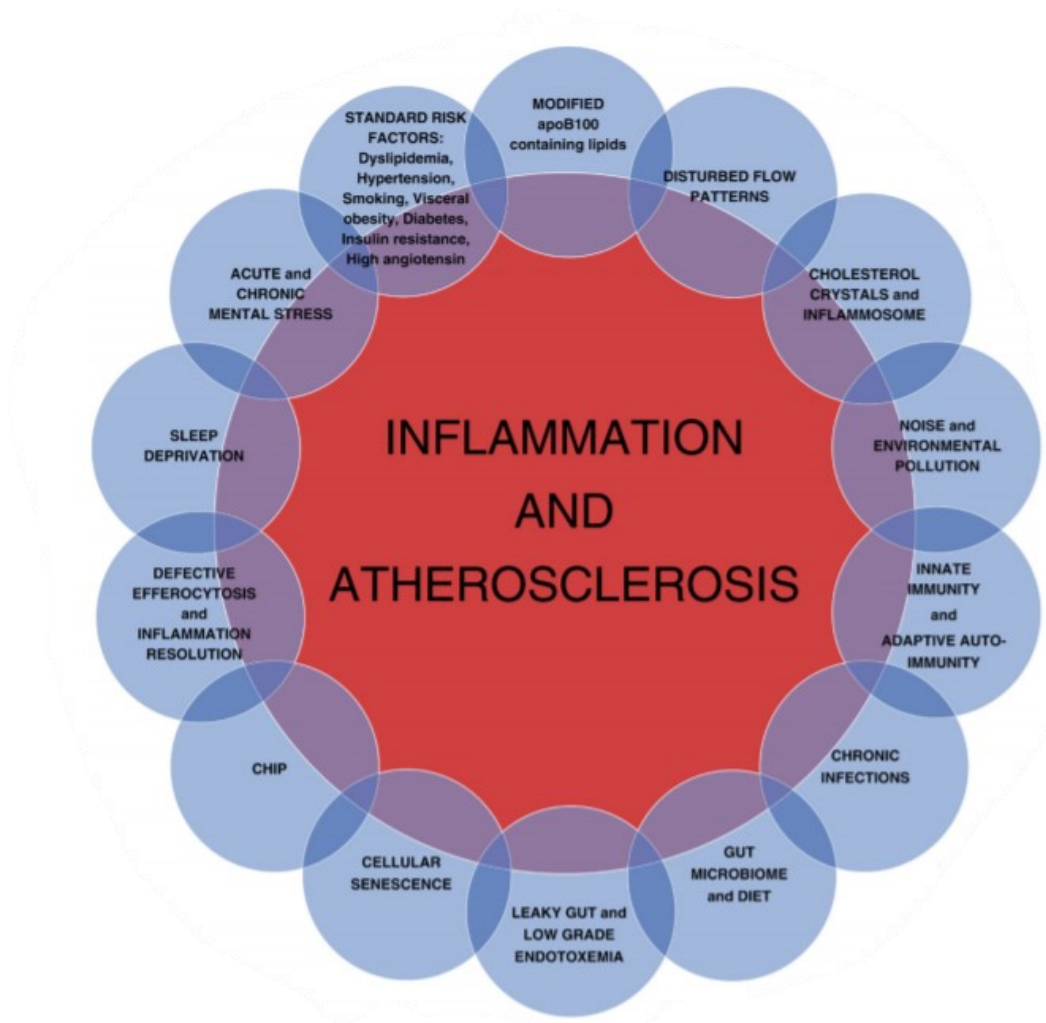 MODIFIED
apoB100
containing lipids
DISTURBED FLOW
PATTERNS
CHOLESTEROL
CRYSTALS and
INFLAMMOSOME
NOISE and
ENVIRONMENTAL
POLLUTION
INNATE
IMMUNITY
and
ADAPTIVE AUTO-
IMMUNITY
CHRONIC
INFECTIONS
GUT
MICROBIOME
and DIET
LEAKY GUT and
LOW GRADE
ENDOTOXEMIA
CELLULAR
SENESCENCE
CHIP
DEFECTIVE
EFFEROCYTOSIS
and
INFLAMMATION
RESOLUTION
SLEEP
DEPRIVATION
ACUTE and
CHRONIC
MENTAL STRESS
STANDARD RISK
FACTORS:
Dyslipidemia,
Hypertension,
Smoking, Visceral
obesity, Diabetes,
Insulin resistance,
High angiotensin
INFLAMMATION
AND
ATHEROSCLEROSIS